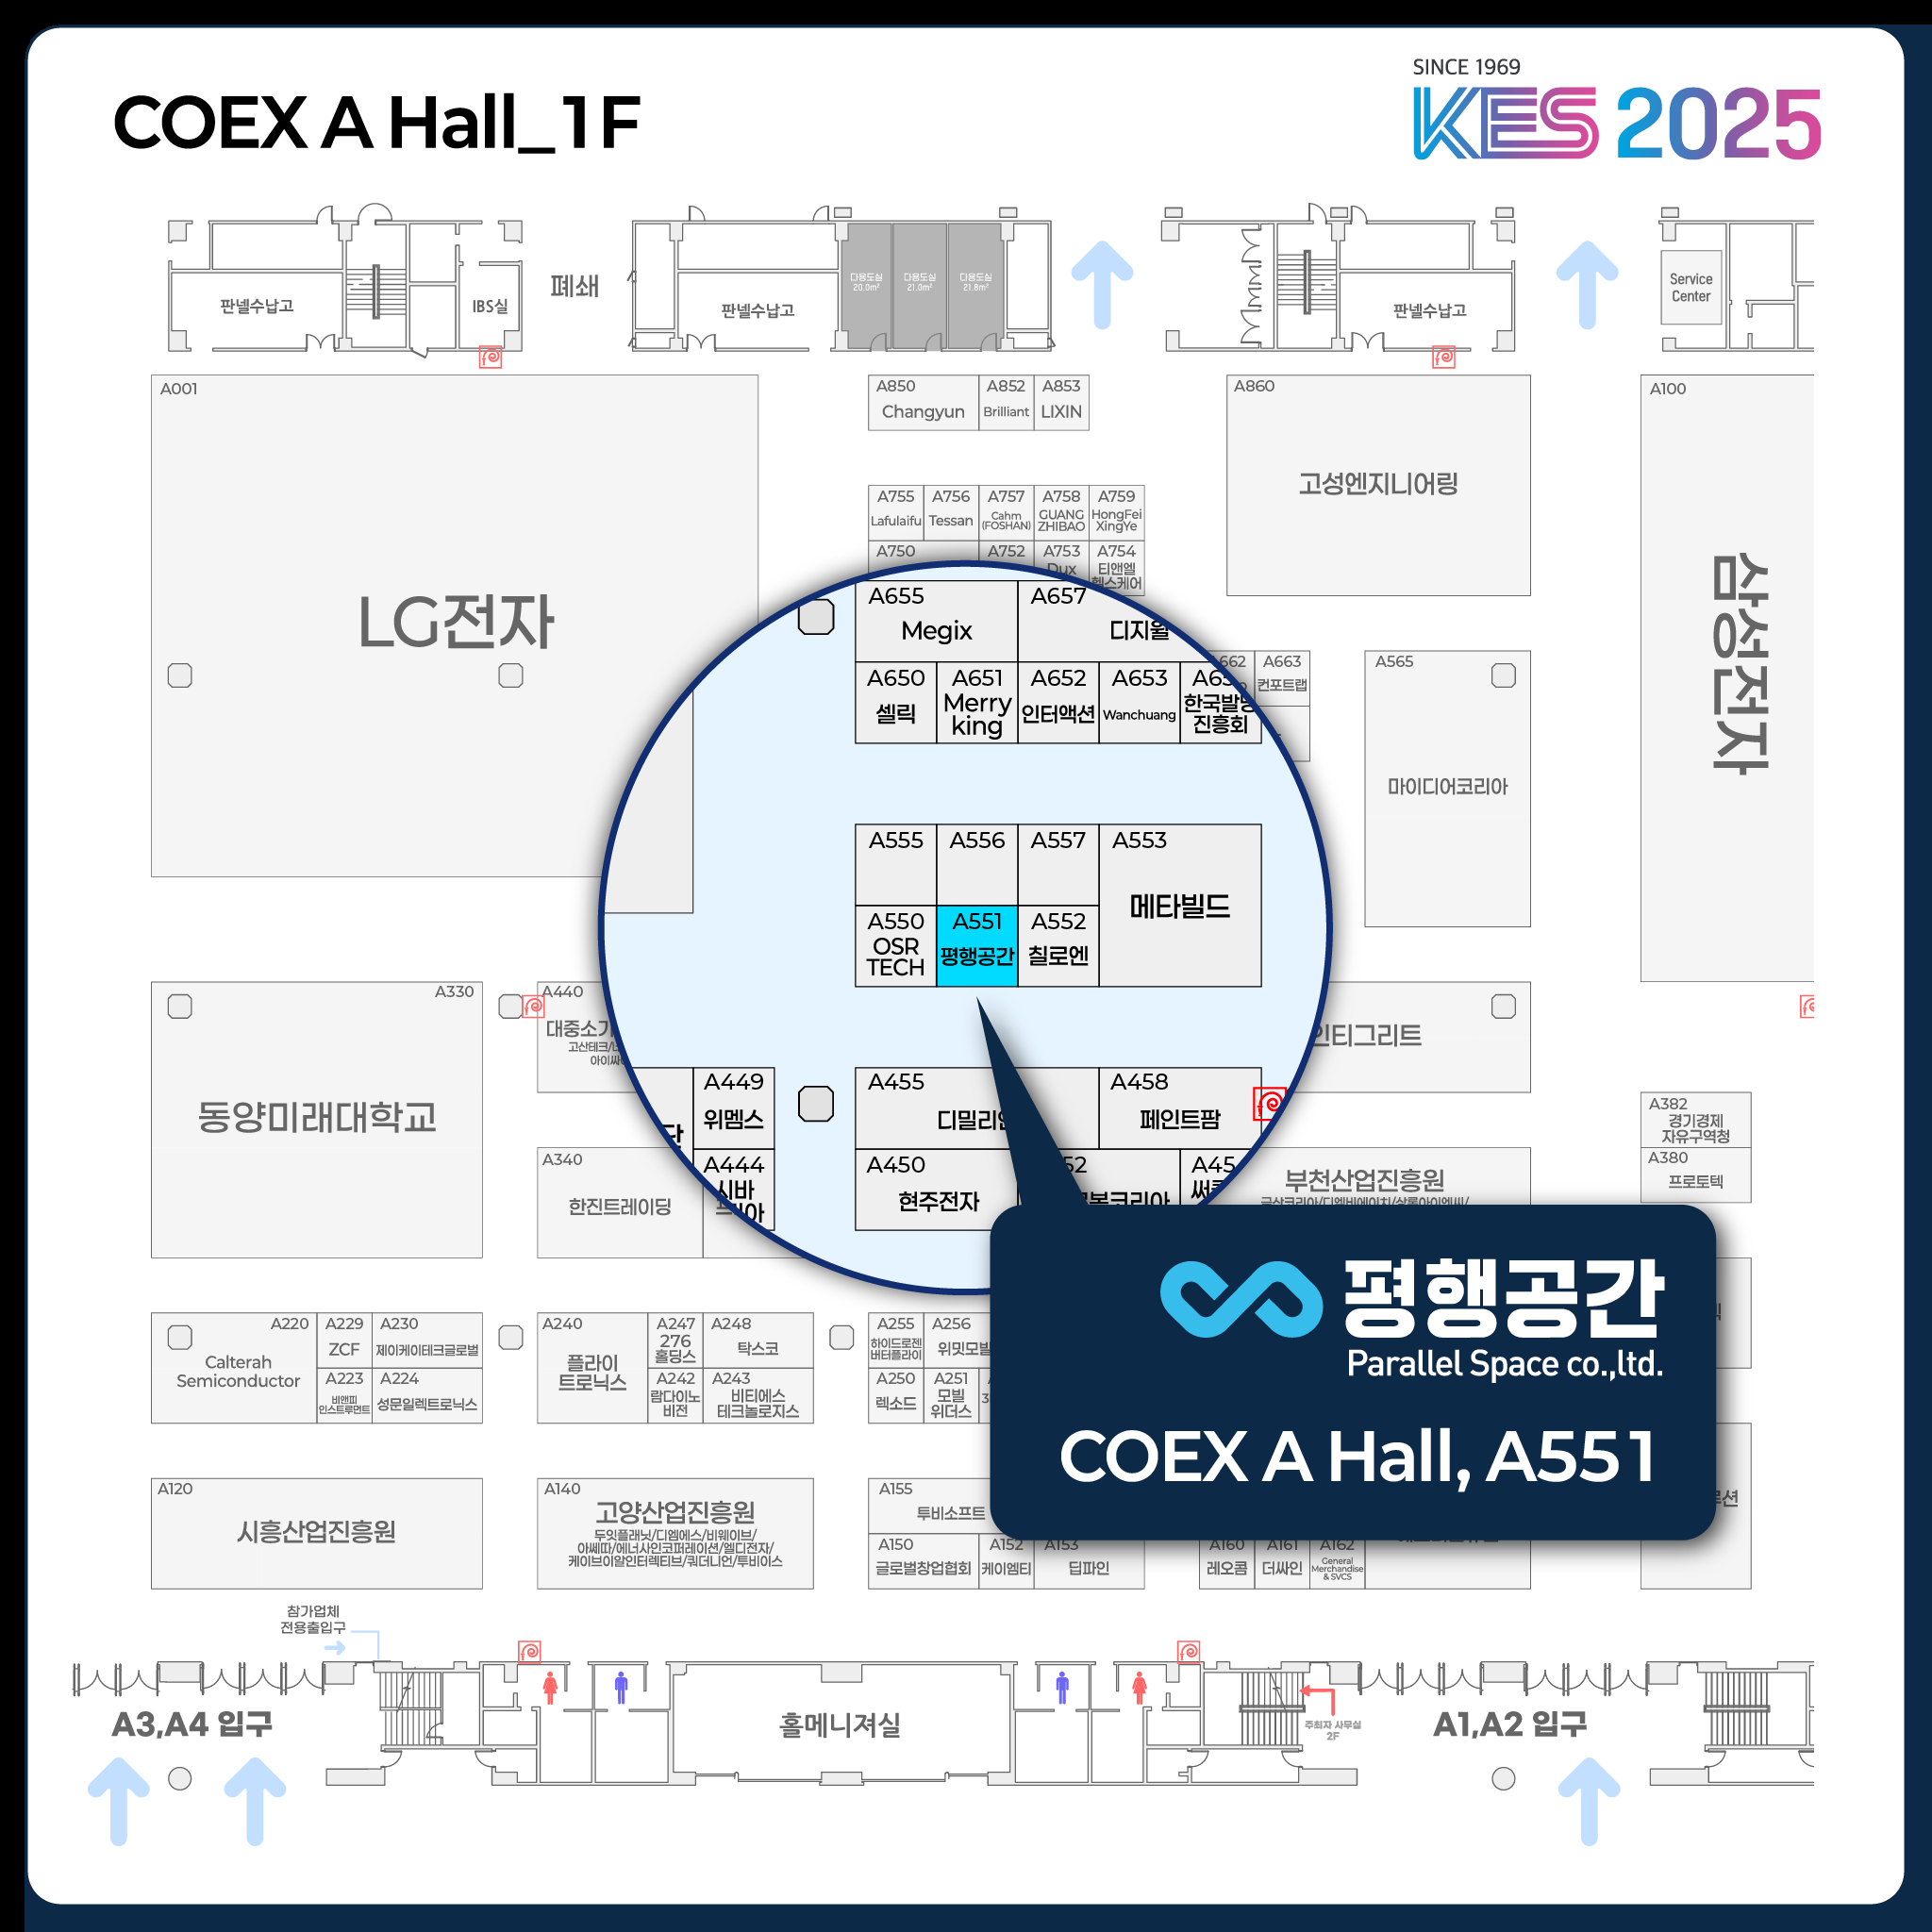 COEX A Hall_1F
SINCE 1969
KES 2025
판넬수납고
IBS실
폐쇄
판넬수납고
다용도실
20.0m²
다용도실
21.0m²
다용도실
21.8m²
판넬수납고
Service
Center
A001
LG전자
A850
Changyun
A852
Brilliant
A853
LIXIN
A860
고성엔지니어링
A100
삼성전자
A755
Lafulaifu
A756
Tessan
A757
Cahm
(FOSHAN)
A758
GUANG
ZHIBAO
A759
HongFei
XingYe
A750
A752
A753
Dux
A754
티앤엘
헬스케어
A655
Megix
A657
디지월
A650
셀릭
A651
Merry
king
A652
인터액션
A653
Wanchuang
한국발명
진흥회
A663
컨포트랩
A565
마이디어코리아
A555
A556
A557
A553
메타빌드
A550
OSR
TECH
A551
평행공간
A552
칠로엔
A330
동양미래대학교
A440
대중소기
고산테크/
아이싸
인티그리트
A449
위멤스
A444
시바
A455
디밀리언
A458
페인트팜
A450
현주전자
본코리아
A340
한진트레이딩
부천산업진흥원
A382
경기경제
자유구역청
A380
프로토텍
평행공간
Parallel Space co.,ltd.
COEX A Hall, A551
A220
Calterah
Semiconductor
A229
ZCF
A230
제이케이테크글로벌
A223
비앤피
인스트루먼트
A224
성문일렉트로닉스
A240
플라이
트로닉스
A247
276
홀딩스
A248
탁스코
A242
람다이노
비전
A243
비티에스
테크놀로지스
A255
하이드로젠
버터플라이
A256
위밋모빌
A250
렉소드
A251
모빌
위더스
A120
시흥산업진흥원
A140
고양산업진흥원
두잇플래닛/디엠에스/비웨이브/
아쎄따/에너사인코퍼레이션/엘디전자/
케이브이알인터렉티브/쿼더니언/투비이스
A155
투비소프트
A150
글로벌창업협회
A152
케이엠티
A153
딥파인
A160
레오콤
A161
더싸인
A162
General
Merchandise
& SVCS
루션
참가업체
전용출입구
A3,A4 입구
홀메니져실
주최자 사무실
2F
A1,A2 입구